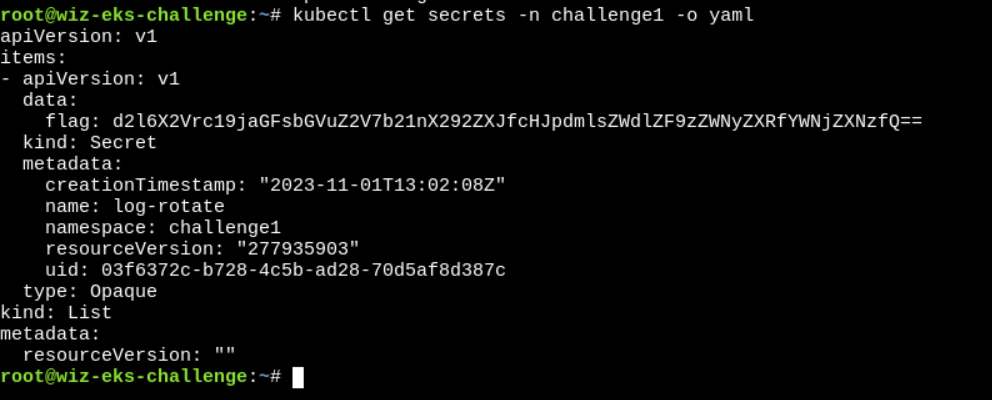 root@wiz-eks-challenge:~# kubectl get secrets -n challenge1 -o yaml
apiVersion: v1
items:
- apiVersion: v1
  data:
    flag: d2l6X2Vrc19jaGFsbGVuZ2V7b21nX292ZXJfcHJpdmlsZWdlZF9zZWNyZXRfYWNjZXNzfQ==
  kind: Secret
  metadata:
    creationTimestamp: "2023-11-01T13:02:08Z"
    name: log-rotate
    namespace: challenge1
    resourceVersion: "277935903"
    uid: 03f6372c-b728-4c5b-ad28-70d5af8d387c
  type: Opaque
kind: List
metadata:
  resourceVersion: ""
root@wiz-eks-challenge:~#